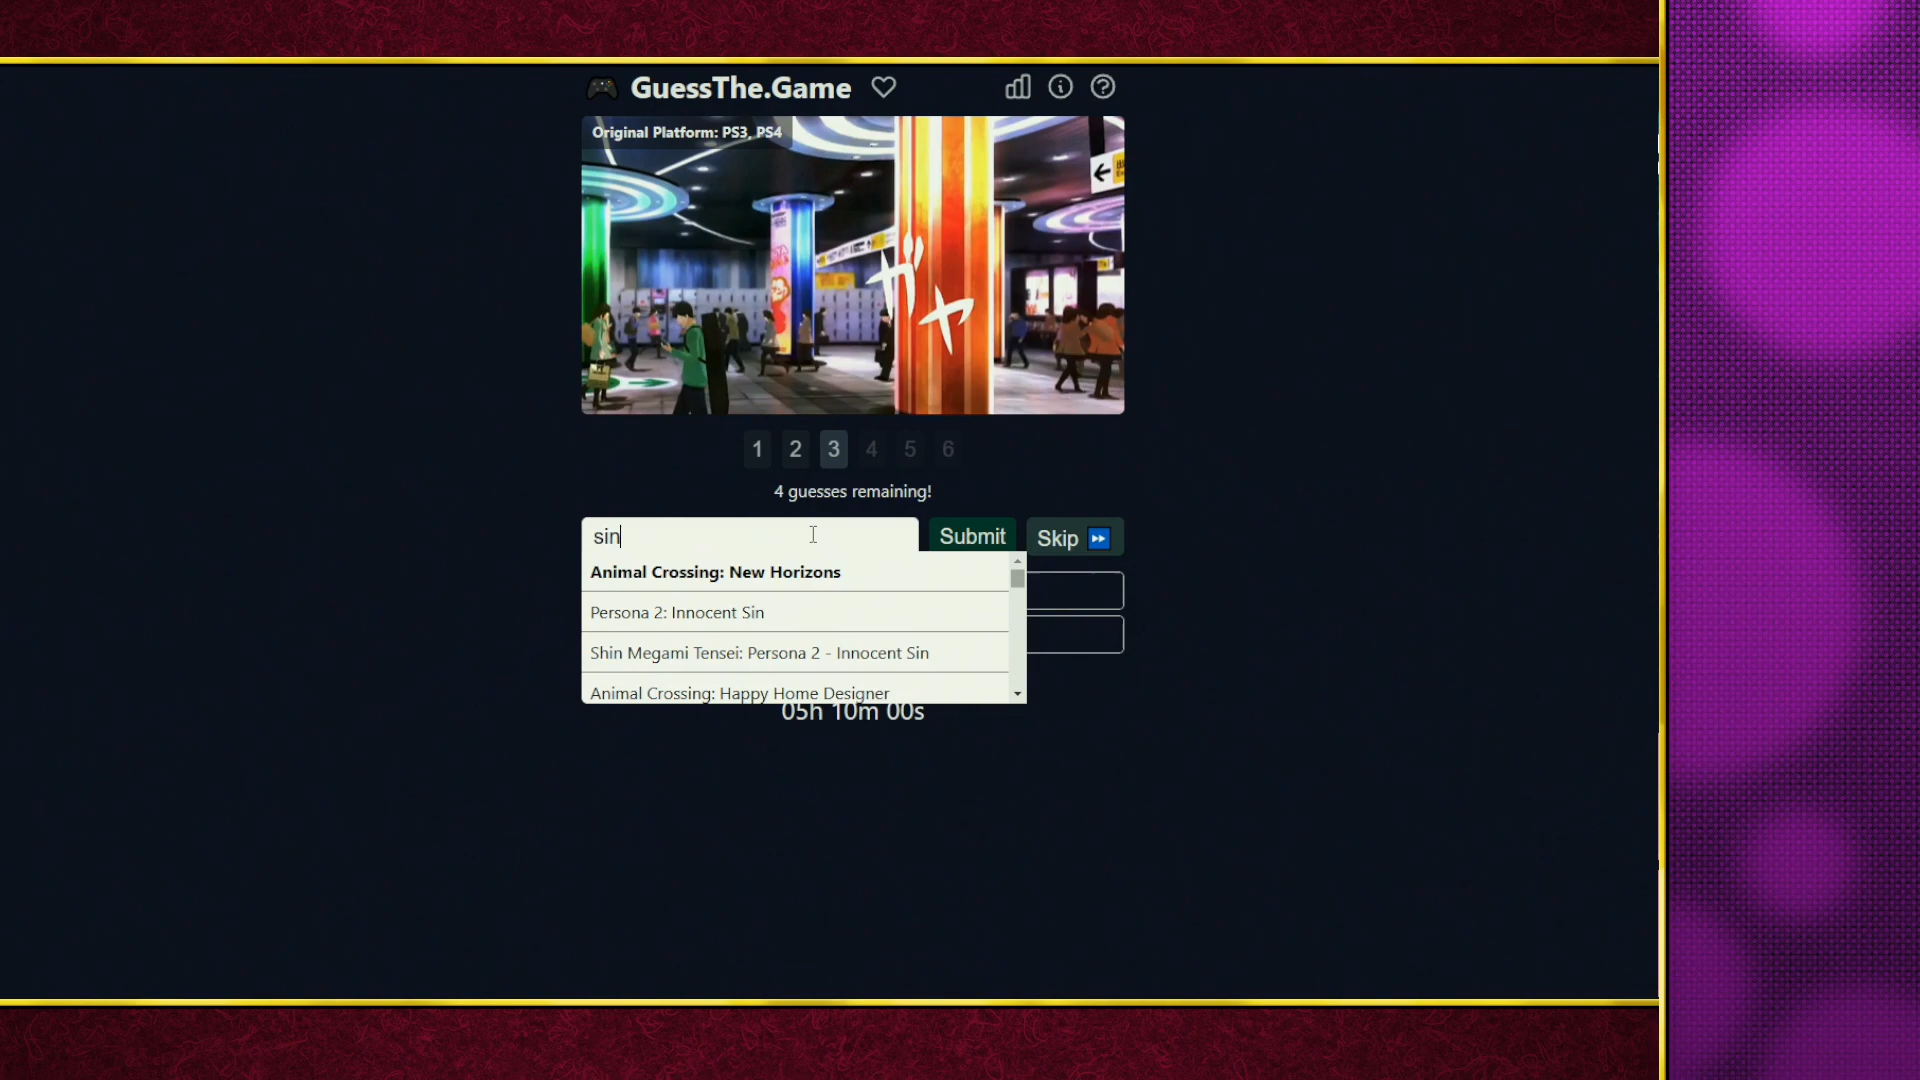 GuessThe.Game
Original Platform: PS3, PS4
ガヤ
1 2 3 4 5 6
4 guesses remaining!
sin
Submit
Skip
Animal Crossing: New Horizons
Persona 2: Innocent Sin
Shin Megami Tensei: Persona 2 - Innocent Sin
Animal Crossing: Happy Home Designer
05h 10m 00s